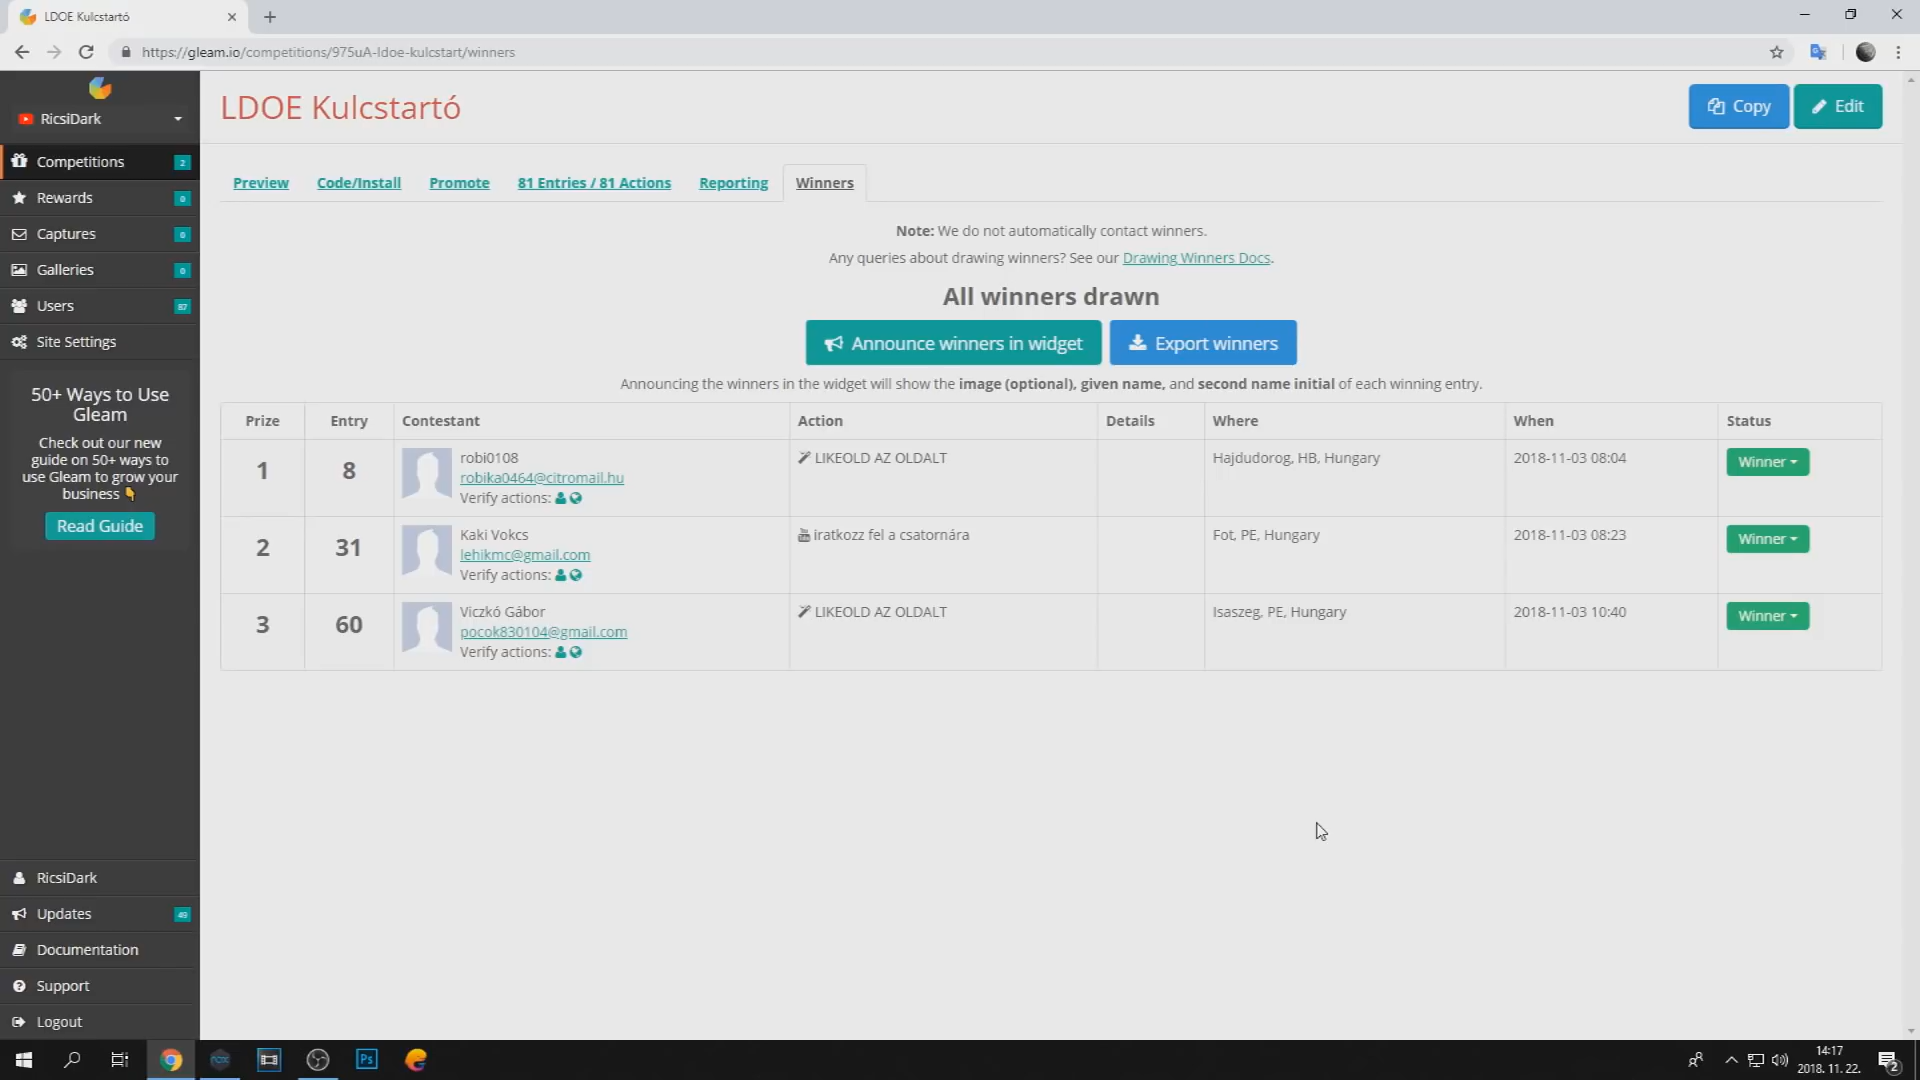 LDOE Kulcstartó
https://gleam.io/competitions/975uA-ldoe-kulcstart/winners
RicsiDark
Competitions 2
Rewards 0
Captures 0
Galleries 0
Users 87
Site Settings
50+ Ways to Use
Gleam
Check out our new
guide on 50+ ways to
use Gleam to grow your
business
Read Guide
RicsiDark
Updates 49
Documentation
Support
Logout
LDOE Kulcstartó
Copy Edit
Preview Code/Install Promote 81 Entries / 81 Actions Reporting Winners
Note: We do not automatically contact winners.
Any queries about drawing winners? See our Drawing Winners Docs.
All winners drawn
Announce winners in widget Export winners
Announcing the winners in the widget will show the image (optional), given name, and second name initial of each winning entry.
Prize Entry Contestant Action Details Where When Status
1 8 robi0108 LIKEOLD AZ OLDALT Hajdudorog, HB, Hungary 2018-11-03 08:04 Winner
robika0464@citromail.hu
Verify actions:
2 31 Kaki Vokcs iratkozz fel a csatornára Fot, PE, Hungary 2018-11-03 08:23 Winner
lehikmc@gmail.com
Verify actions:
3 60 Viczkó Gábor LIKEOLD AZ OLDALT Isaszeg, PE, Hungary 2018-11-03 10:40 Winner
pocok830104@gmail.com
Verify actions:
Ps
14:17
2018. 11. 22.
2